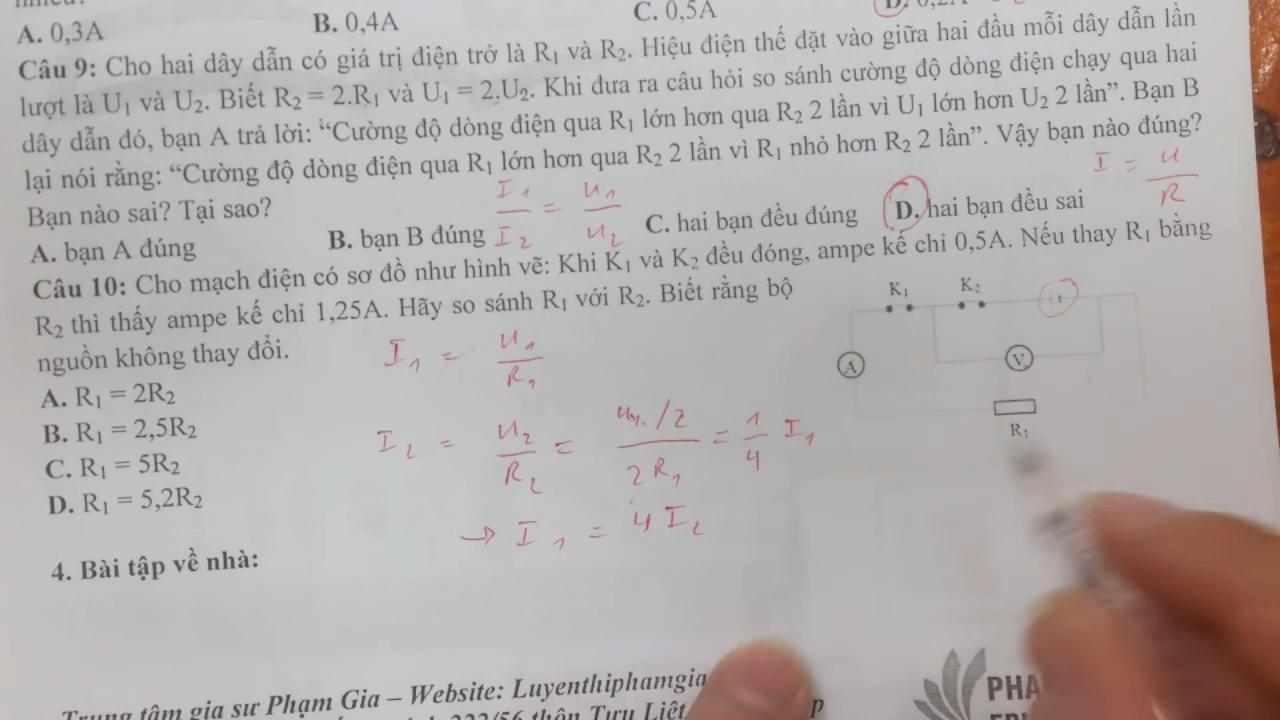 A. 0,3A B. 0,4A C. 0,5A
Câu 9: Cho hai dây dẫn có giá trị điện trở là R₁ và R₂. Hiệu điện thế đặt vào giữa hai đầu mỗi dây dẫn lần
lượt là U₁ và U₂. Biết R₂ = 2.R₁ và U₁ = 2.U₂. Khi đưa ra câu hỏi so sánh cường độ dòng điện chạy qua hai
dây dẫn đó, bạn A trả lời: “Cường độ dòng điện qua R₁ lớn hơn qua R₂ 2 lần vì U₁ lớn hơn U₂ 2 lần”. Bạn B
lại nói rằng: “Cường độ dòng điện qua R₁ lớn hơn qua R₂ 2 lần vì R₁ nhỏ hơn R₂ 2 lần”. Vậy bạn nào đúng?
Bạn nào sai? Tại sao?
I₁/I₂ = U₁/U₂
I = U/R
A. bạn A đúng B. bạn B đúng C. hai bạn đều đúng D. hai bạn đều sai
Câu 10: Cho mạch điện có sơ đồ như hình vẽ: Khi K₁ và K₂ đều đóng, ampe kế chỉ 0,5A. Nếu thay R₁ bằng
R₂ thì thấy ampe kế chỉ 1,25A. Hãy so sánh R₁ với R₂. Biết rằng bộ
nguồn không thay đổi.
A. R₁ = 2R₂
B. R₁ = 2,5R₂
C. R₁ = 5R₂
D. R₁ = 5,2R₂
I₁ = U₁/R₁
I₂ = U₂/R₂ = (U₁/2)/(2R₁) = 1/4 I₁
→ I₁ = 4I₂
K₁ K₂
A V
R₁
4. Bài tập về nhà:
Trung tâm gia sư Phạm Gia – Website: Luyenthiphamgia
thôn Tựu Liệt
PHA